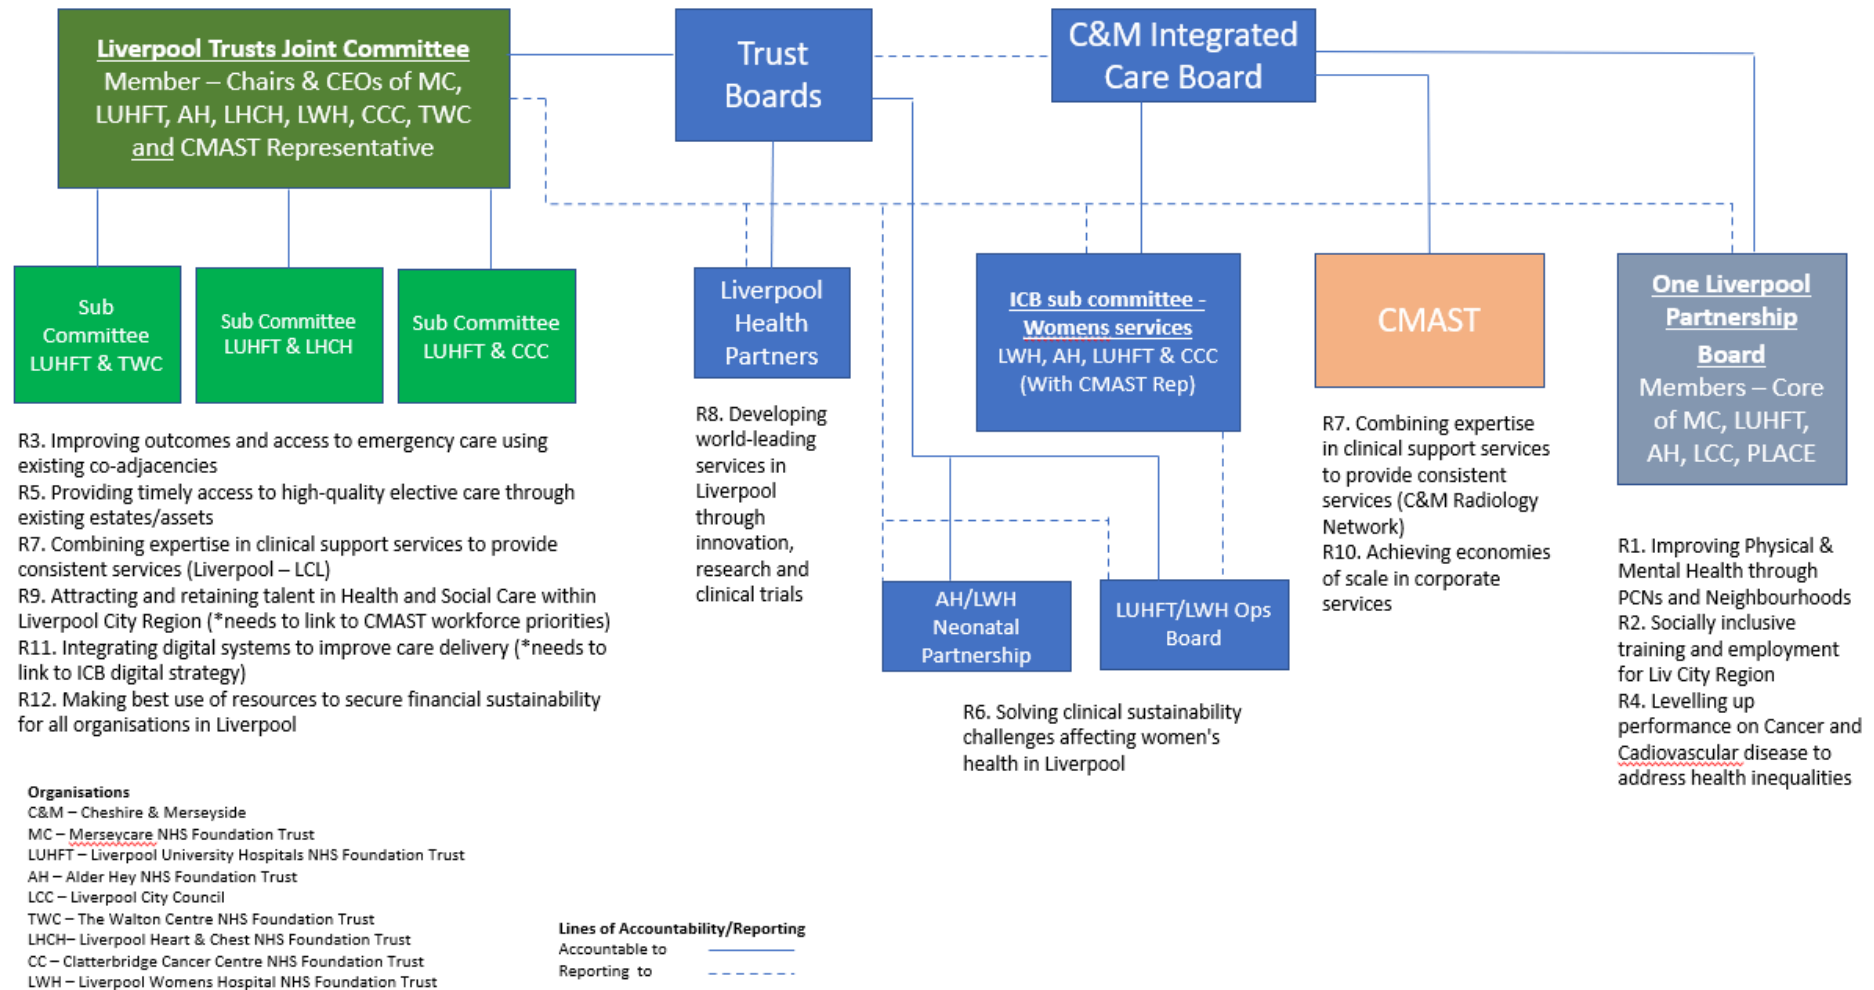 Liverpool Trusts Joint Committee
Member – Chairs & CEOs of MC,
LUHFT, AH, LHCH, LWH, CCC, TWC
and CMAST Representative
Trust
Boards
C&M Integrated
Care Board
Sub
Committee
LUHFT & TWC
Sub Committee
LUHFT & LHCH
Sub Committee
LUHFT & CCC
Liverpool
Health
Partners
ICB sub committee -
Womens services
LWH, AH, LUHFT & CCC
(With CMAST Rep)
CMAST
One Liverpool
Partnership
Board
Members – Core
of MC, LUHFT,
AH, LCC, PLACE
R3. Improving outcomes and access to emergency care using
existing co-adjacencies
R5. Providing timely access to high-quality elective care through
existing estates/assets
R7. Combining expertise in clinical support services to provide
consistent services (Liverpool – LCL)
R9. Attracting and retaining talent in Health and Social Care within
Liverpool City Region (*needs to link to CMAST workforce priorities)
R11. Integrating digital systems to improve care delivery (*needs to
link to ICB digital strategy)
R12. Making best use of resources to secure financial sustainability
for all organisations in Liverpool
R8. Developing
world-leading
services in
Liverpool
through
innovation,
research and
clinical trials
AH/LWH
Neonatal
Partnership
LUHFT/LWH Ops
Board
R6. Solving clinical sustainability
challenges affecting women's
health in Liverpool
R7. Combining expertise
in clinical support services
to provide consistent
services (C&M Radiology
Network)
R10. Achieving economies
of scale in corporate
services
R1. Improving Physical &
Mental Health through
PCNs and Neighbourhoods
R2. Socially inclusive
training and employment
for Liv City Region
R4. Levelling up
performance on Cancer and
Cadiovascular disease to
address health inequalities
Organisations
C&M – Cheshire & Merseyside
MC – Merseycare NHS Foundation Trust
LUHFT – Liverpool University Hospitals NHS Foundation Trust
AH – Alder Hey NHS Foundation Trust
LCC – Liverpool City Council
TWC – The Walton Centre NHS Foundation Trust
LHCH– Liverpool Heart & Chest NHS Foundation Trust
CC – Clatterbridge Cancer Centre NHS Foundation Trust
LWH – Liverpool Womens Hospital NHS Foundation Trust
Lines of Accountability/Reporting
Accountable to
Reporting to